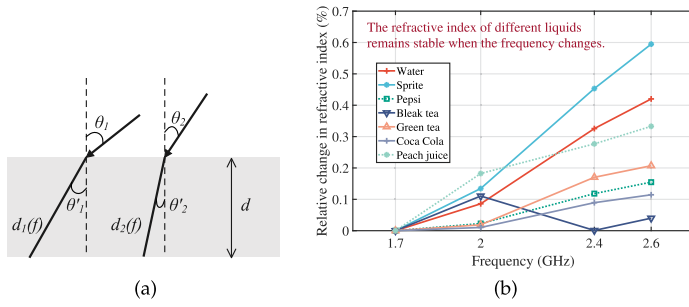 θ₁
θ₂
θ'₁
θ'₂
d
d₁(f)
d₂(f)
(a)
0.7
0.6
0.5
0.4
0.3
0.2
0.1
0
Relative change in refractive index (%)
The refractive index of different liquids
remains stable when the frequency changes.
Water
Sprite
Pepsi
Bleak tea
Green tea
Coca Cola
Peach juice
1.7
2
2.4
2.6
Frequency (GHz)
(b)